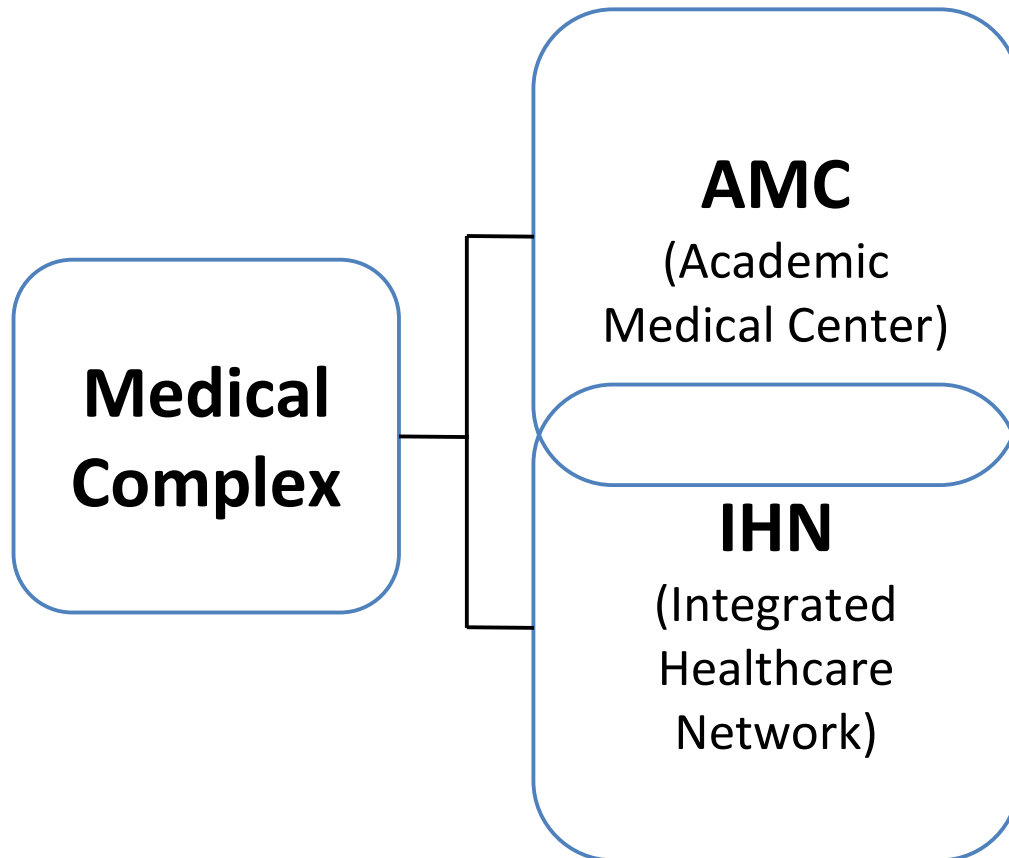 Medical
Complex
AMC
(Academic
Medical Center)
IHN
(Integrated
Healthcare
Network)